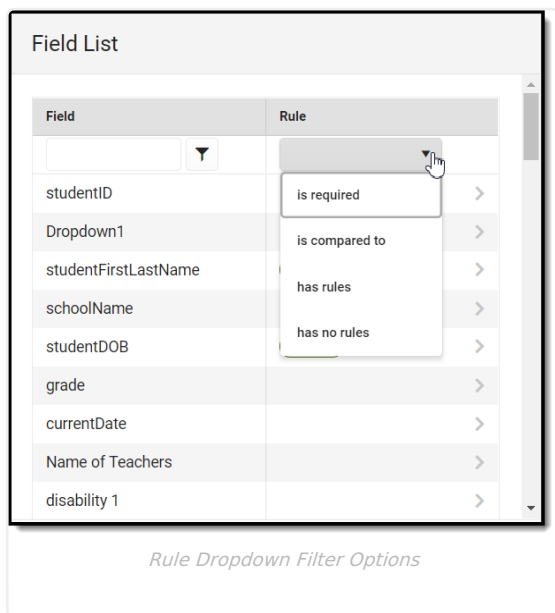 Field List
Field Rule
studentID
is required
Dropdown1
is compared to
studentFirstLastName
has rules
schoolName
has no rules
studentDOB
grade
currentDate
Name of Teachers
disability 1
Rule Dropdown Filter Options